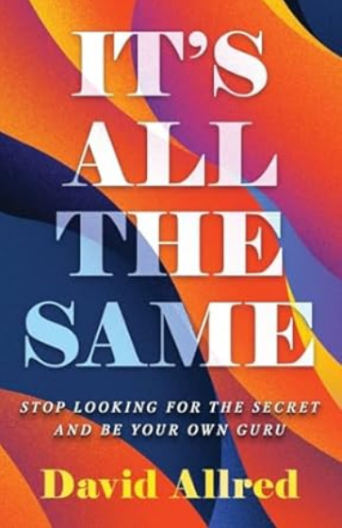 IT'S
ALL
THE
SAME
STOP LOOKING FOR THE SECRET
AND BE YOUR OWN GURU
David Allred